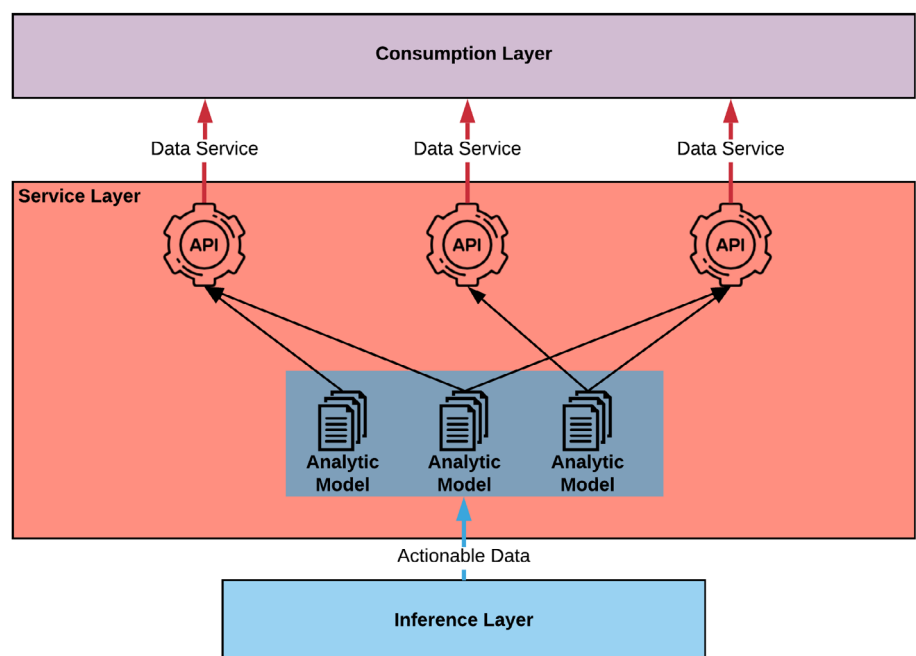 Consumption Layer
Data Service
Data Service
Data Service
Service Layer
API
API
API
Analytic
Model
Analytic
Model
Analytic
Model
Actionable Data
Inference Layer